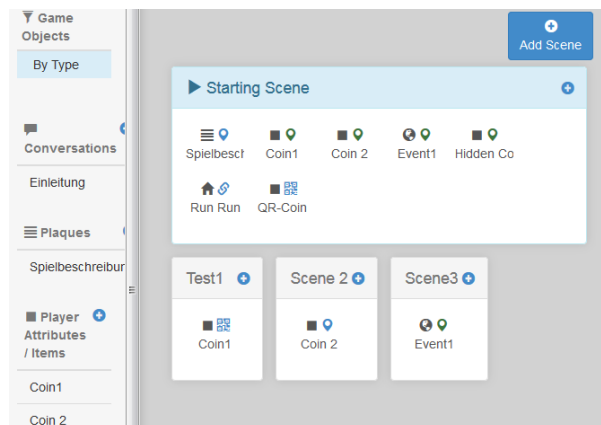 Game
Objects
By Type
Conversations
Einleitung
Plaques
Spielbeschreibur
Player
Attributes
/ Items
Coin1
Coin 2
Add Scene
Starting Scene
Spielbesch Coin1 Coin 2 Event1 Hidden Co
Run Run QR-Coin
Test1 Scene 2 Scene3
Coin1 Coin 2 Event1